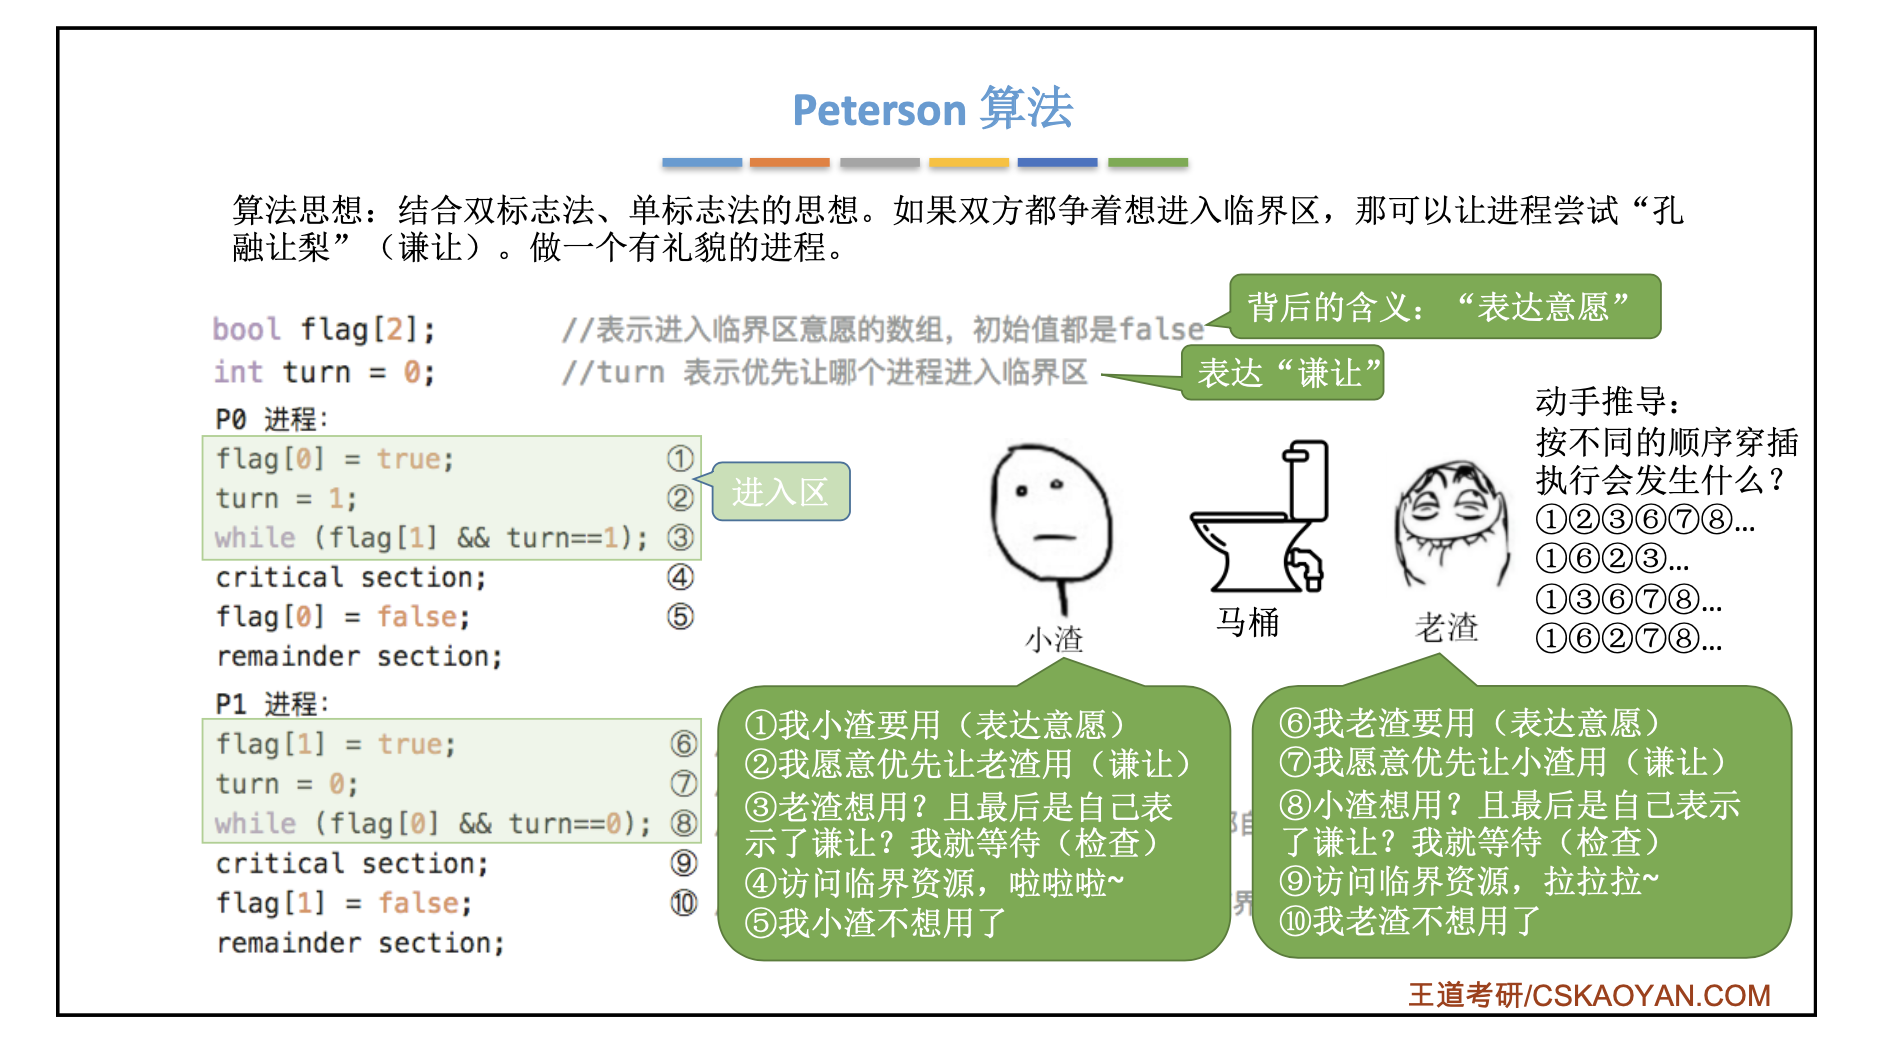 Peterson 算法
算法思想：结合双标志法、单标志法的思想。如果双方都争着想进入临界区，那可以让进程尝试“孔
融让梨”（谦让）。做一个有礼貌的进程。
背后的含义：“表达意愿”
bool flag[2]; //表示进入临界区意愿的数组，初始值都是false
int turn = 0; //turn 表示优先让哪个进程进入临界区
表达“谦让”
P0 进程:
flag[0] = true; ①
turn = 1; ②
while (flag[1] && turn==1); ③
critical section; ④
flag[0] = false; ⑤
remainder section;
进入区
P1 进程:
flag[1] = true; ⑥
turn = 0; ⑦
while (flag[0] && turn==0); ⑧
critical section; ⑨
flag[1] = false; ⑩
remainder section;
小渣
马桶
老渣
动手推导：
按不同的顺序穿插
执行会发生什么？
①②③⑥⑦⑧…
①⑥②③…
①③⑥⑦⑧…
①⑥②⑦⑧…
①我小渣要用（表达意愿）
②我愿意优先让老渣用（谦让）
③老渣想用？且最后是自己表
示了谦让？我就等待（检查）
④访问临界资源，啦啦啦~
⑤我小渣不想用了
⑥我老渣要用（表达意愿）
⑦我愿意优先让小渣用（谦让）
⑧小渣想用？且最后是自己表示
了谦让？我就等待（检查）
⑨访问临界资源，拉拉拉~
⑩我老渣不想用了
王道考研/CSKAOYAN.COM